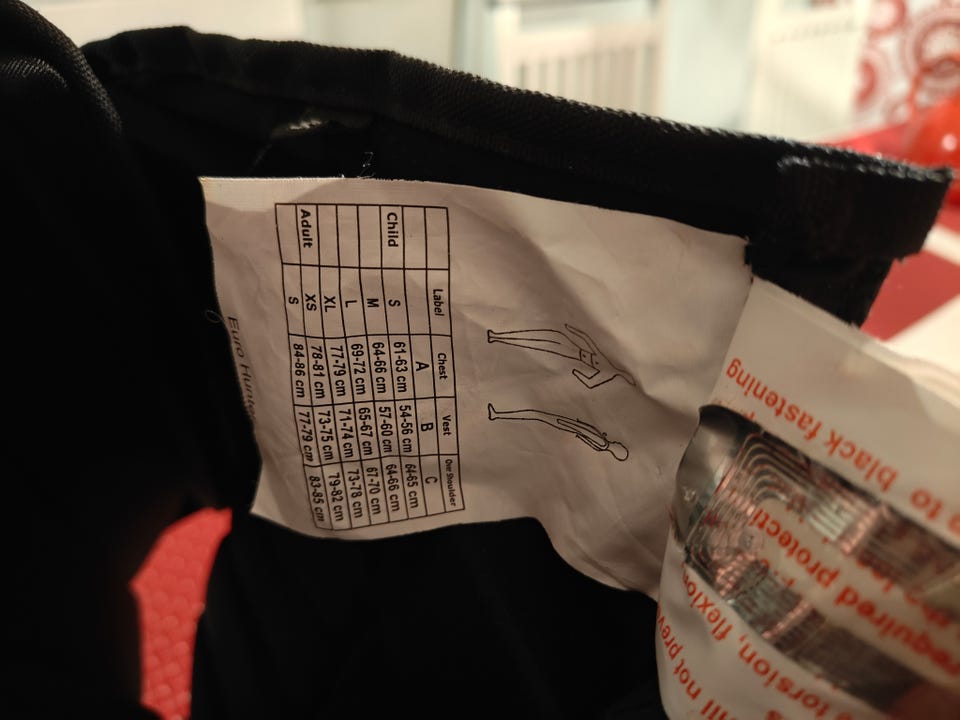 Label Chest Vest One Shoulder
A B C
Child S 61-63 cm 54-56 cm 64-65 cm
M 64-66 cm 57-60 cm 64-66 cm
L 69-72 cm 65-67 cm 67-70 cm
XL 77-79 cm 71-74 cm 73-78 cm
Adult XS 78-81 cm 73-75 cm 79-82 cm
S 84-86 cm 77-79 cm 83-85 cm
Euro Hunte
to black fastening
required protecti
torsion, flexio
ill not prev